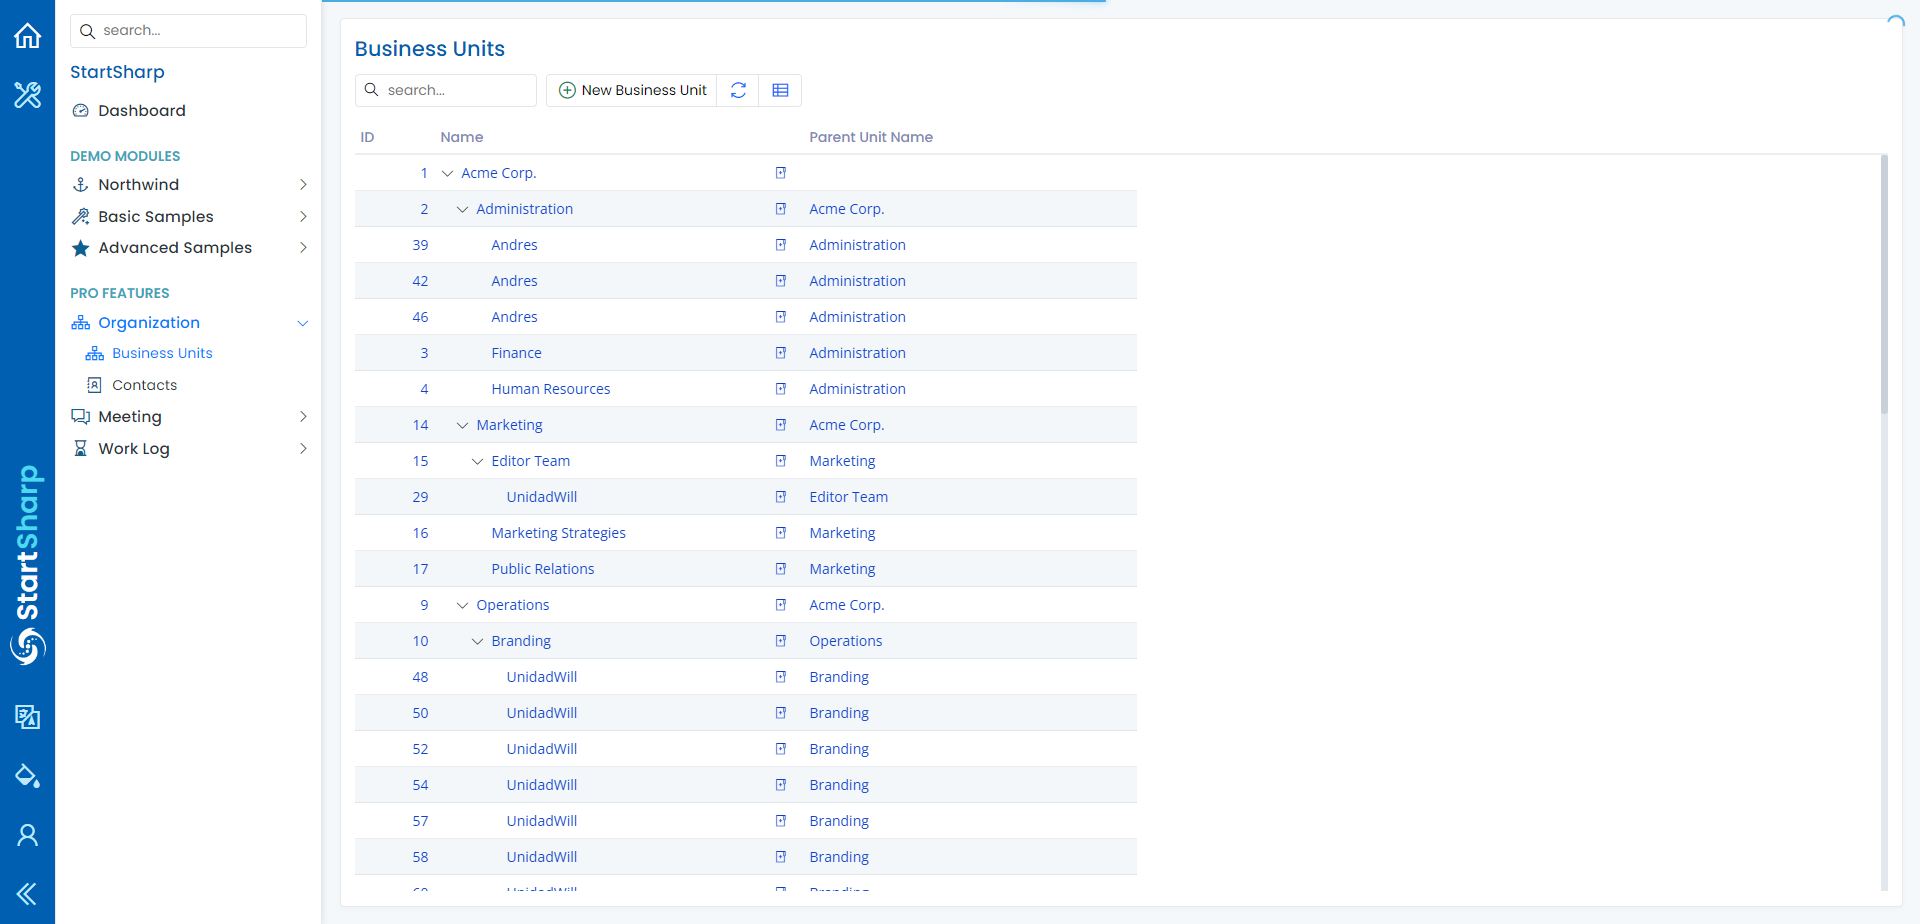 search...
StartSharp
Dashboard
DEMO MODULES
Northwind
Basic Samples
Advanced Samples
PRO FEATURES
Organization
Business Units
Contacts
Meeting
Work Log
StartSharp
Business Units
search...
New Business Unit
ID Name Parent Unit Name
1 Acme Corp.
2 Administration Acme Corp.
39 Andres Administration
42 Andres Administration
46 Andres Administration
3 Finance Administration
4 Human Resources Administration
14 Marketing Acme Corp.
15 Editor Team Marketing
29 UnidadWill Editor Team
16 Marketing Strategies Marketing
17 Public Relations Marketing
9 Operations Acme Corp.
10 Branding Operations
48 UnidadWill Branding
50 UnidadWill Branding
52 UnidadWill Branding
54 UnidadWill Branding
57 UnidadWill Branding
58 UnidadWill Branding
UnidadWill Branding